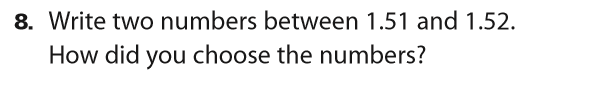 8. Write two numbers between 1.51 and 1.52.
How did you choose the numbers?